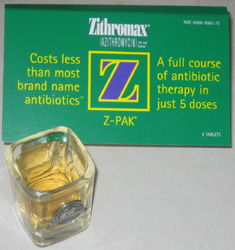 Zithromax®
(AZITHROMYCIN)
Costs less
than most
brand name
antibiotics
Z
A full course
of antibiotic
therapy in
just 5 doses
Z-PAK®
6 TABLETS